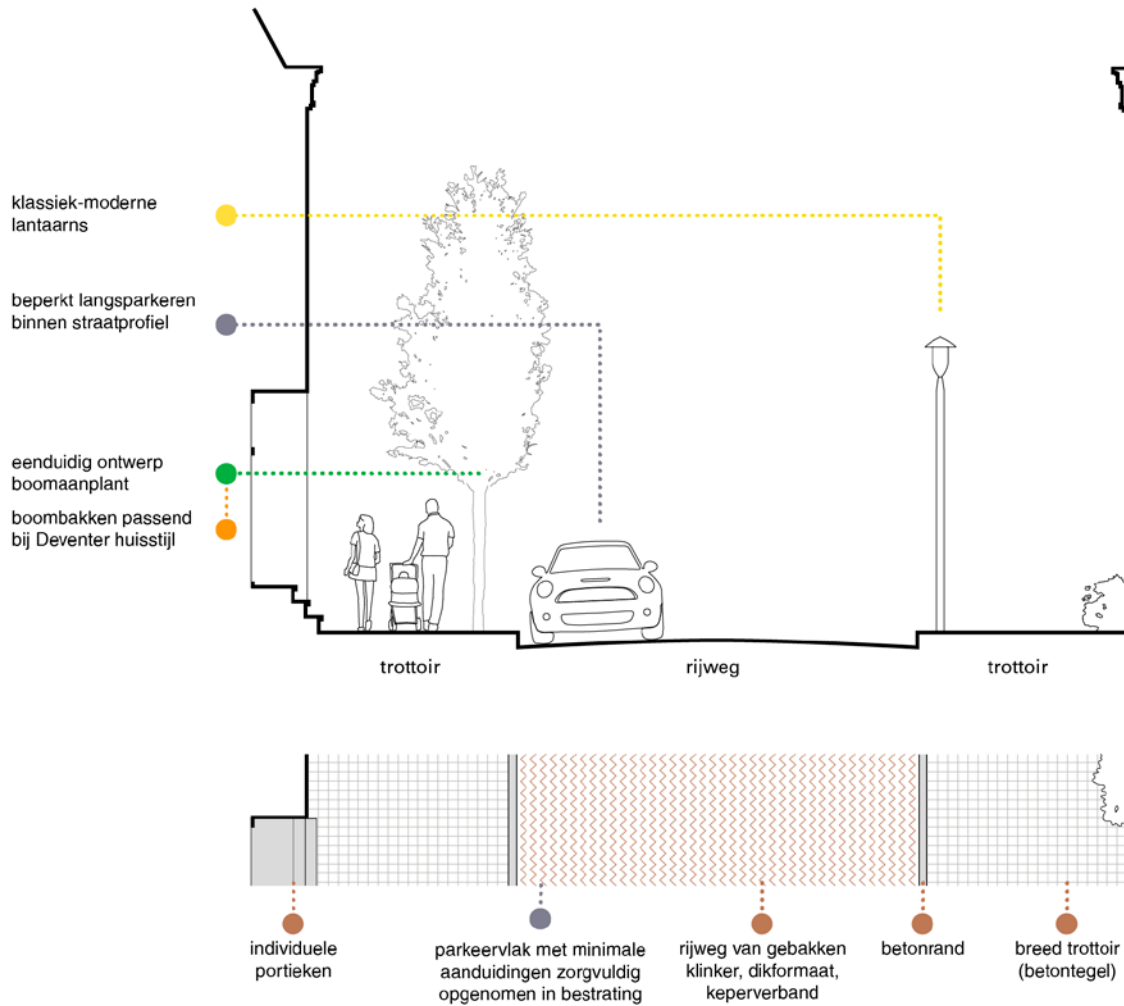 klassiek-moderne
lantaarns
beperkt langsparkeren
binnen straatprofiel
eenduidig ontwerp
boomaanplant
boombakken passend
bij Deventer huisstijl
trottoir
rijweg
trottoir
individuele
portieken
parkeervlak met minimale
aanduidingen zorgvuldig
opgenomen in bestrating
rijweg van gebakken
klinker, dikformaat,
keperverband
betonrand
breed trottoir
(betontegel)